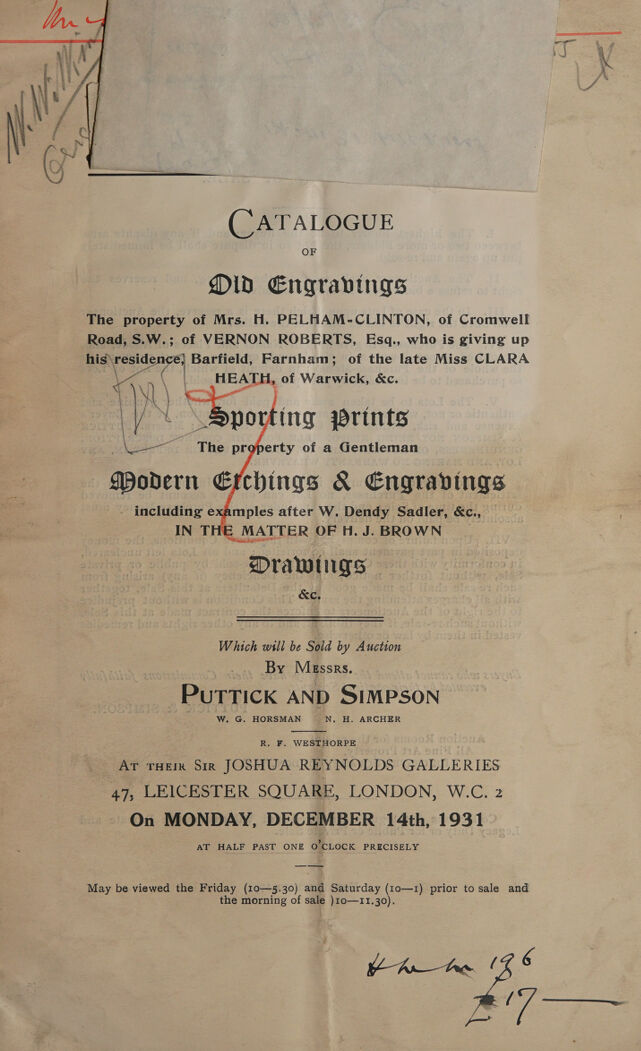 W. Wilkin
CATALOGUE
OF
Old Engravings
The property of Mrs. H. PELHAM-CLINTON, of Cromwell
Road, S.W.; of VERNON ROBERTS, Esq., who is giving up
his residence, Barfield, Farnham; of the late Miss CLARA
HEATH, of Warwick, &c.
Sporting Prints
The property of a Gentleman
Modern Etchings & Engravings
including examples after W. Dendy Sadler, &c.,
IN THE MATTER OF H. J. BROWN
Drawings
&c.
Which will be Sold by Auction
BY MESSRS.
PUTTICK AND SIMPSON
W. G. HORSMAN N. H. ARCHER
R. F. WESTHORPE
AT THEIR SIR JOSHUA REYNOLDS GALLERIES
47, LEICESTER SQUARE, LONDON, W.C. 2
On MONDAY, DECEMBER 14th, 1931
AT HALF PAST ONE O'CLOCK PRECISELY
May be viewed the Friday (10—5.30) and Saturday (10—1) prior to sale and
the morning of sale )10—11.30).
196
£17—